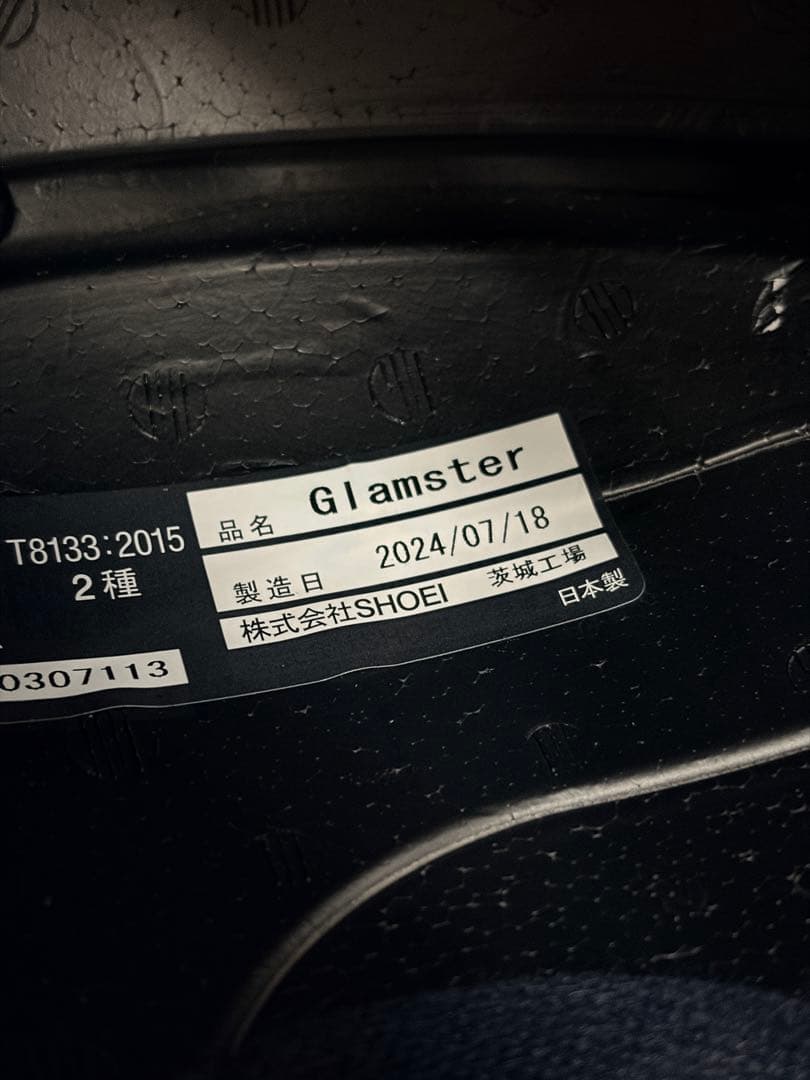 T8133:2015
2種
0307113
品名 Glamster
製造日 2024/07/18
株式会社SHOEI 茨城工場
日本製